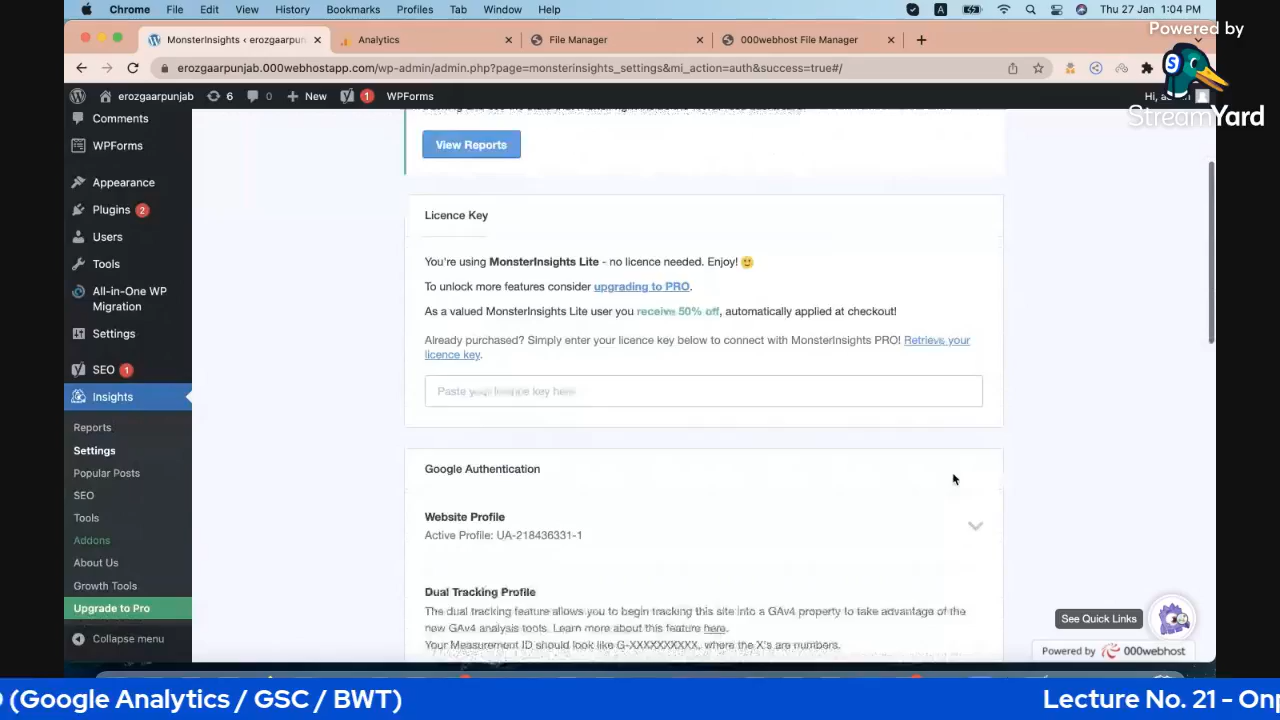 Chrome File Edit View History Bookmarks Profiles Tab Window Help
A
Thu 27 Jan 1:04 PM
Powered by
StreamYard
MonsterInsights ‹ erozgaarpun
Analytics
File Manager
000webhost File Manager
erozgaarpunjab.000webhostapp.com/wp-admin/admin.php?page=monsterinsights_settings&mi_action=auth&success=true#/
erozgaarpunjab 6 0 + New 1 WPForms
Comments
WPForms
Appearance
Plugins 2
Users
Tools
All-in-One WP
Migration
Settings
SEO 1
Insights
Reports
Settings
Popular Posts
SEO
Tools
Addons
About Us
Growth Tools
Upgrade to Pro
Collapse menu
View Reports
Licence Key
You're using MonsterInsights Lite - no licence needed. Enjoy! 🙂
To unlock more features consider upgrading to PRO.
As a valued MonsterInsights Lite user you receive 50% off, automatically applied at checkout!
Already purchased? Simply enter your licence key below to connect with MonsterInsights PRO! Retrieve your
licence key.
Paste your licence key here
Google Authentication
Website Profile
Active Profile: UA-218436331-1
Dual Tracking Profile
The dual tracking feature allows you to begin tracking this site into a GAv4 property to take advantage of the
new GAv4 analysis tools. Learn more about this feature here.
Your Measurement ID should look like G-XXXXXXXXXX, where the X's are numbers.
See Quick Links
Powered by 000webhost
(Google Analytics / GSC / BWT)
Lecture No. 21 - Onp